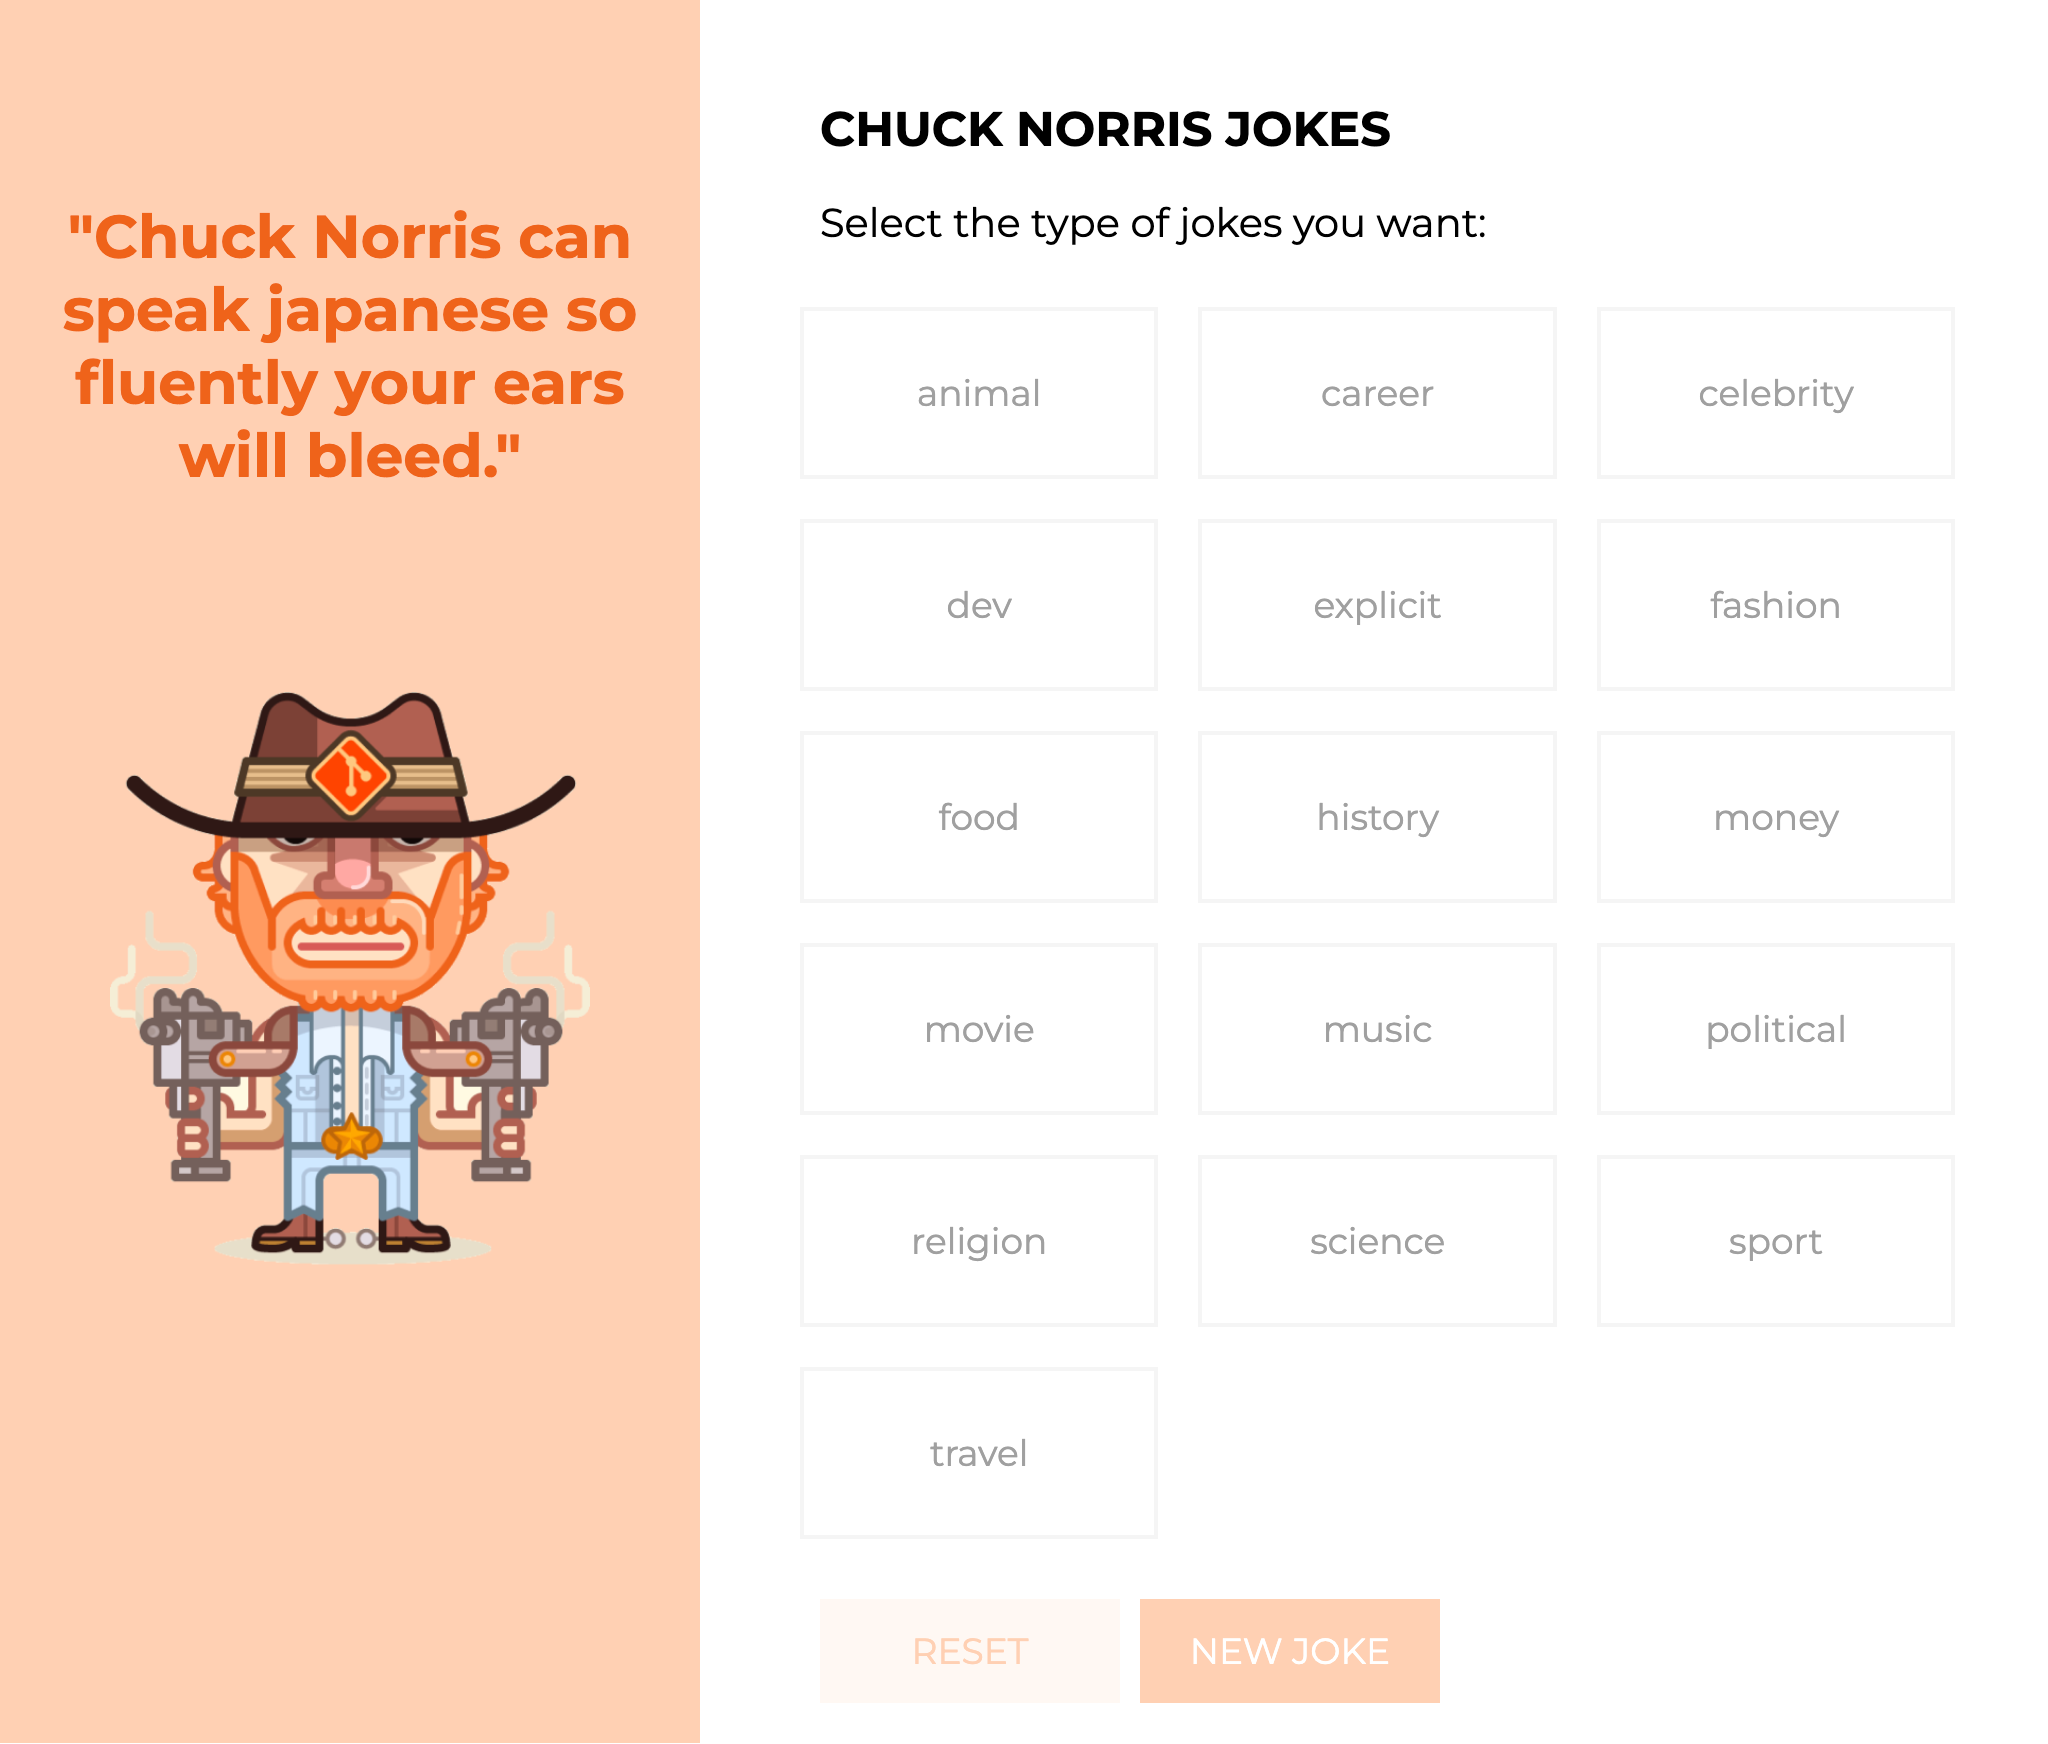 "Chuck Norris can
speak japanese so
fluently your ears
will bleed."
CHUCK NORRIS JOKES
Select the type of jokes you want:
animal
career
celebrity
dev
explicit
fashion
food
history
money
movie
music
political
religion
science
sport
travel
RESET
NEW JOKE